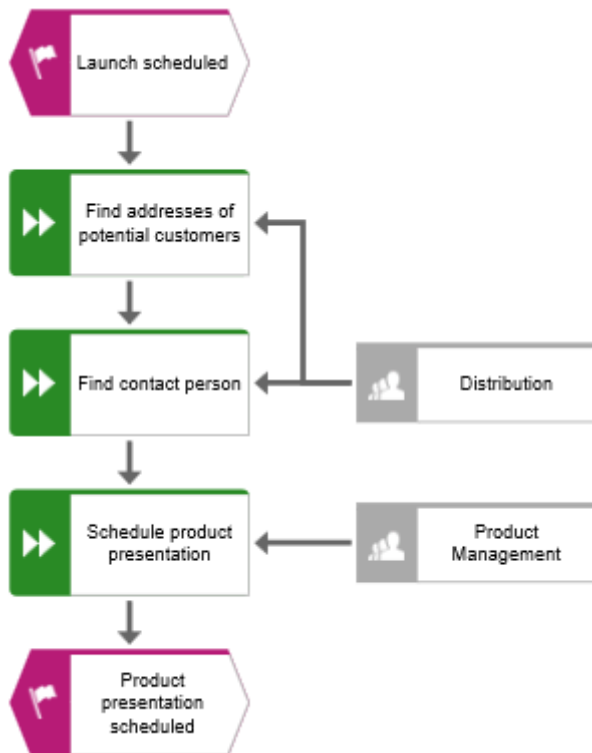 Launch scheduled
Find addresses of
potential customers
Find contact person
Distribution
Schedule product
presentation
Product
Management
Product
presentation
scheduled